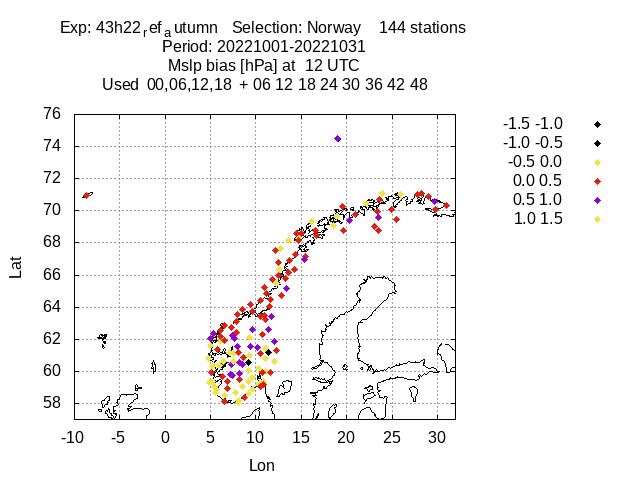 Exp: 43h22ref autumn Selection: Norway 144 stations
Period: 20221001-20221031
Mslp bias [hPa] at 12 UTC
Used 00,06,12,18 + 06 12 18 24 30 36 42 48
76
74
72
70
68
66
64
62
60
58
Lat
-10 -5 0 5 10 15 20 25 30
Lon
-1.5 -1.0
-1.0 -0.5
-0.5 0.0
0.0 0.5
0.5 1.0
1.0 1.5